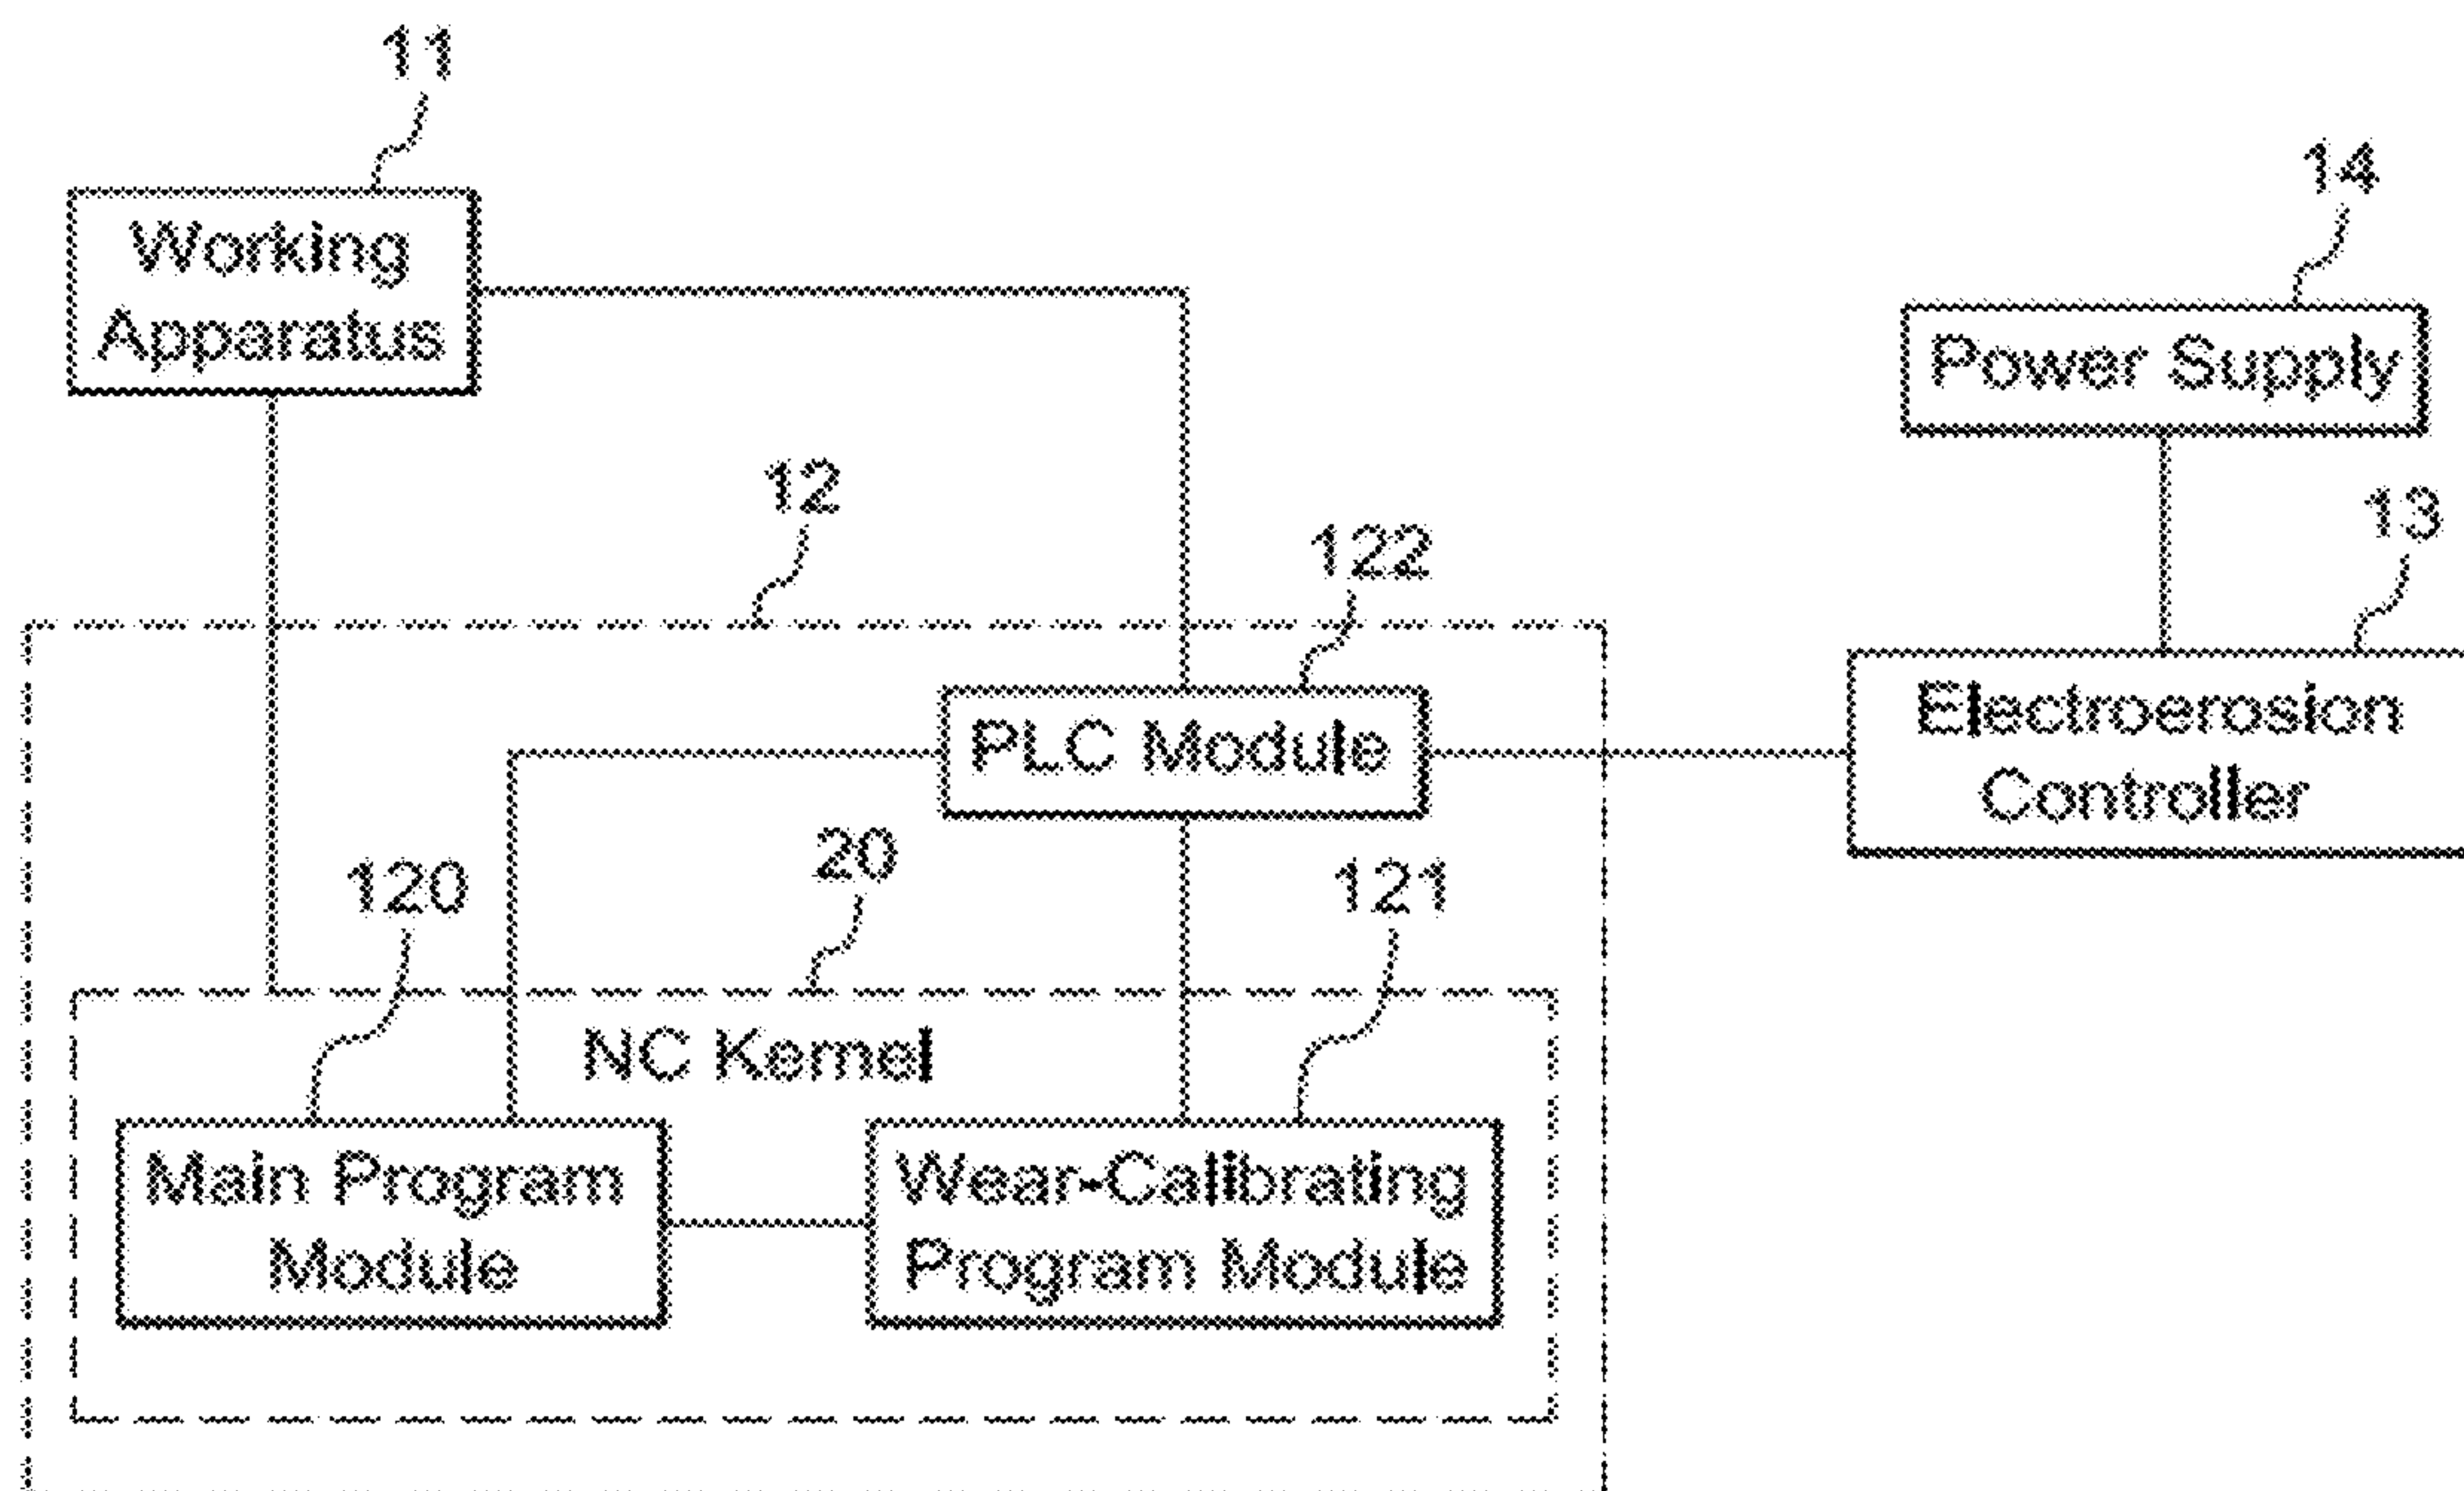 11
14
Working
Apparatus
Power Supply
12
13
122
Electroerosion
Controller
PLC Module
20
120
121
NC Kernel
Main Program
Module
Wear-Calibrating
Program Module